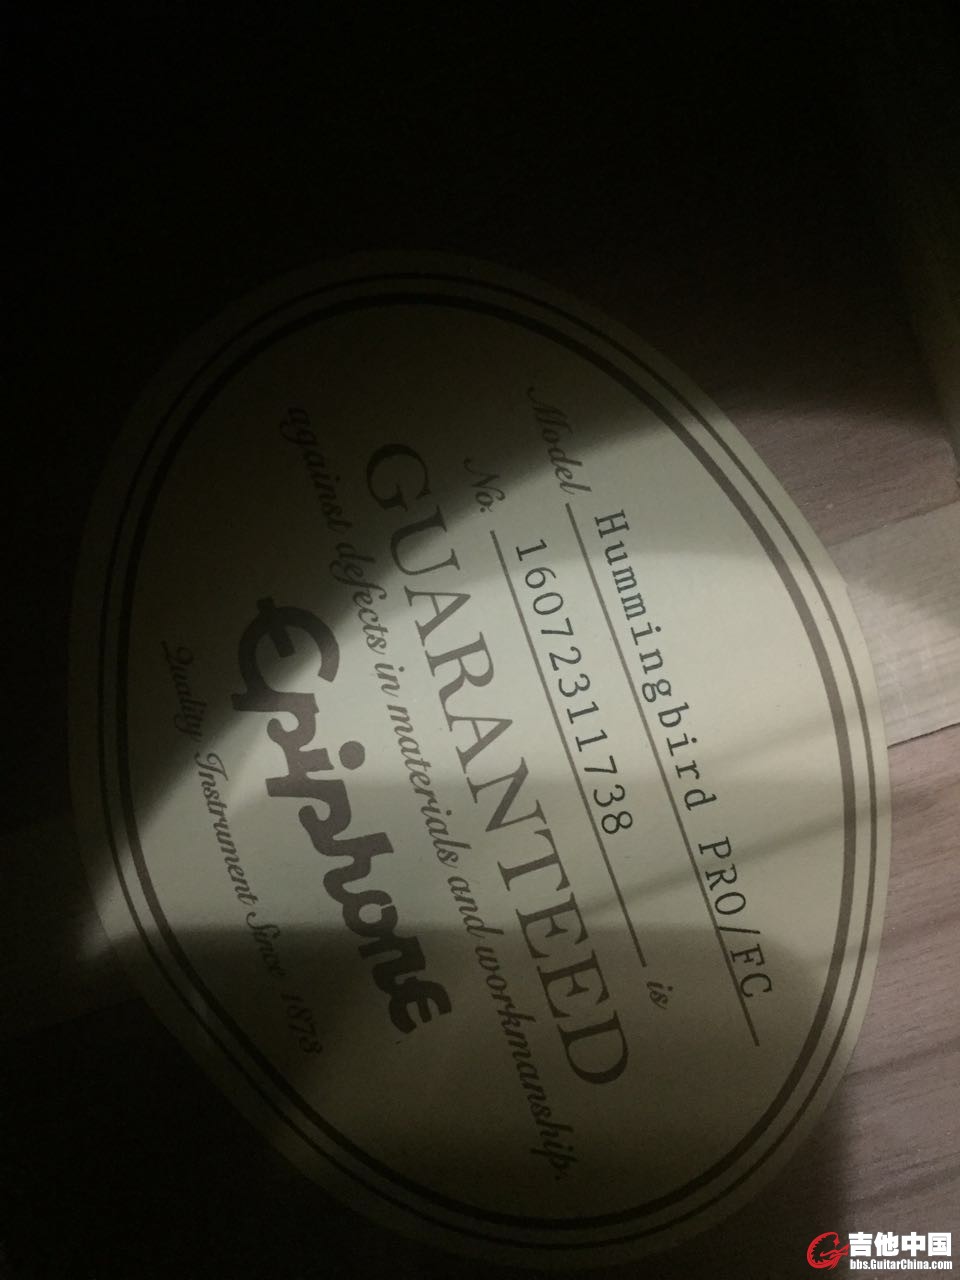 Model Hummingbird PRO/FC
No. 16072311738 is
GUARANTEED
against defects in materials and workmanship.
Epiphone
Quality Instrument Since 1873
吉他中国
bbs.GuitarChina.com